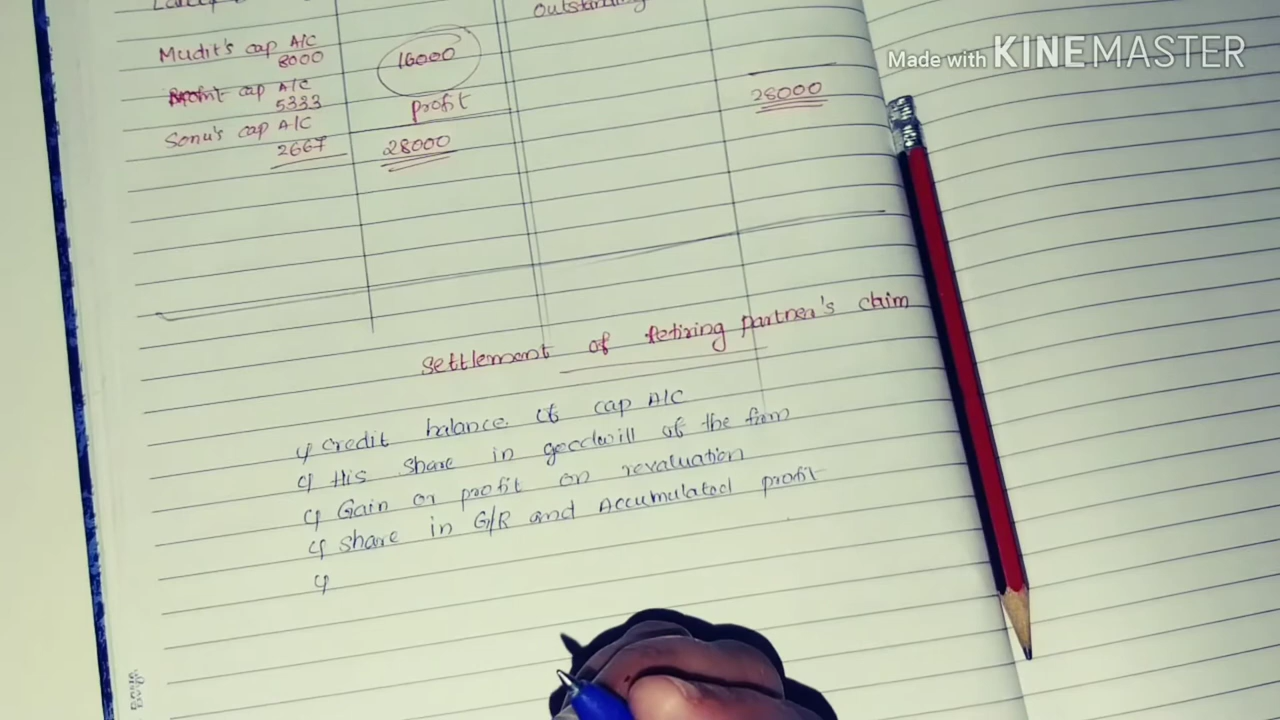 outstanding
Mudit's cap A/C
8000
16000
cap A/C
5333
profit
Sonu's cap A/C
2667
28000
28000
Settlement of retiring partner's claim
Credit balance of cap A/C
His share in goodwill of the firm
Gain or profit on revaluation
Share in G/R and Accumulated profit
Made with KINEMASTER